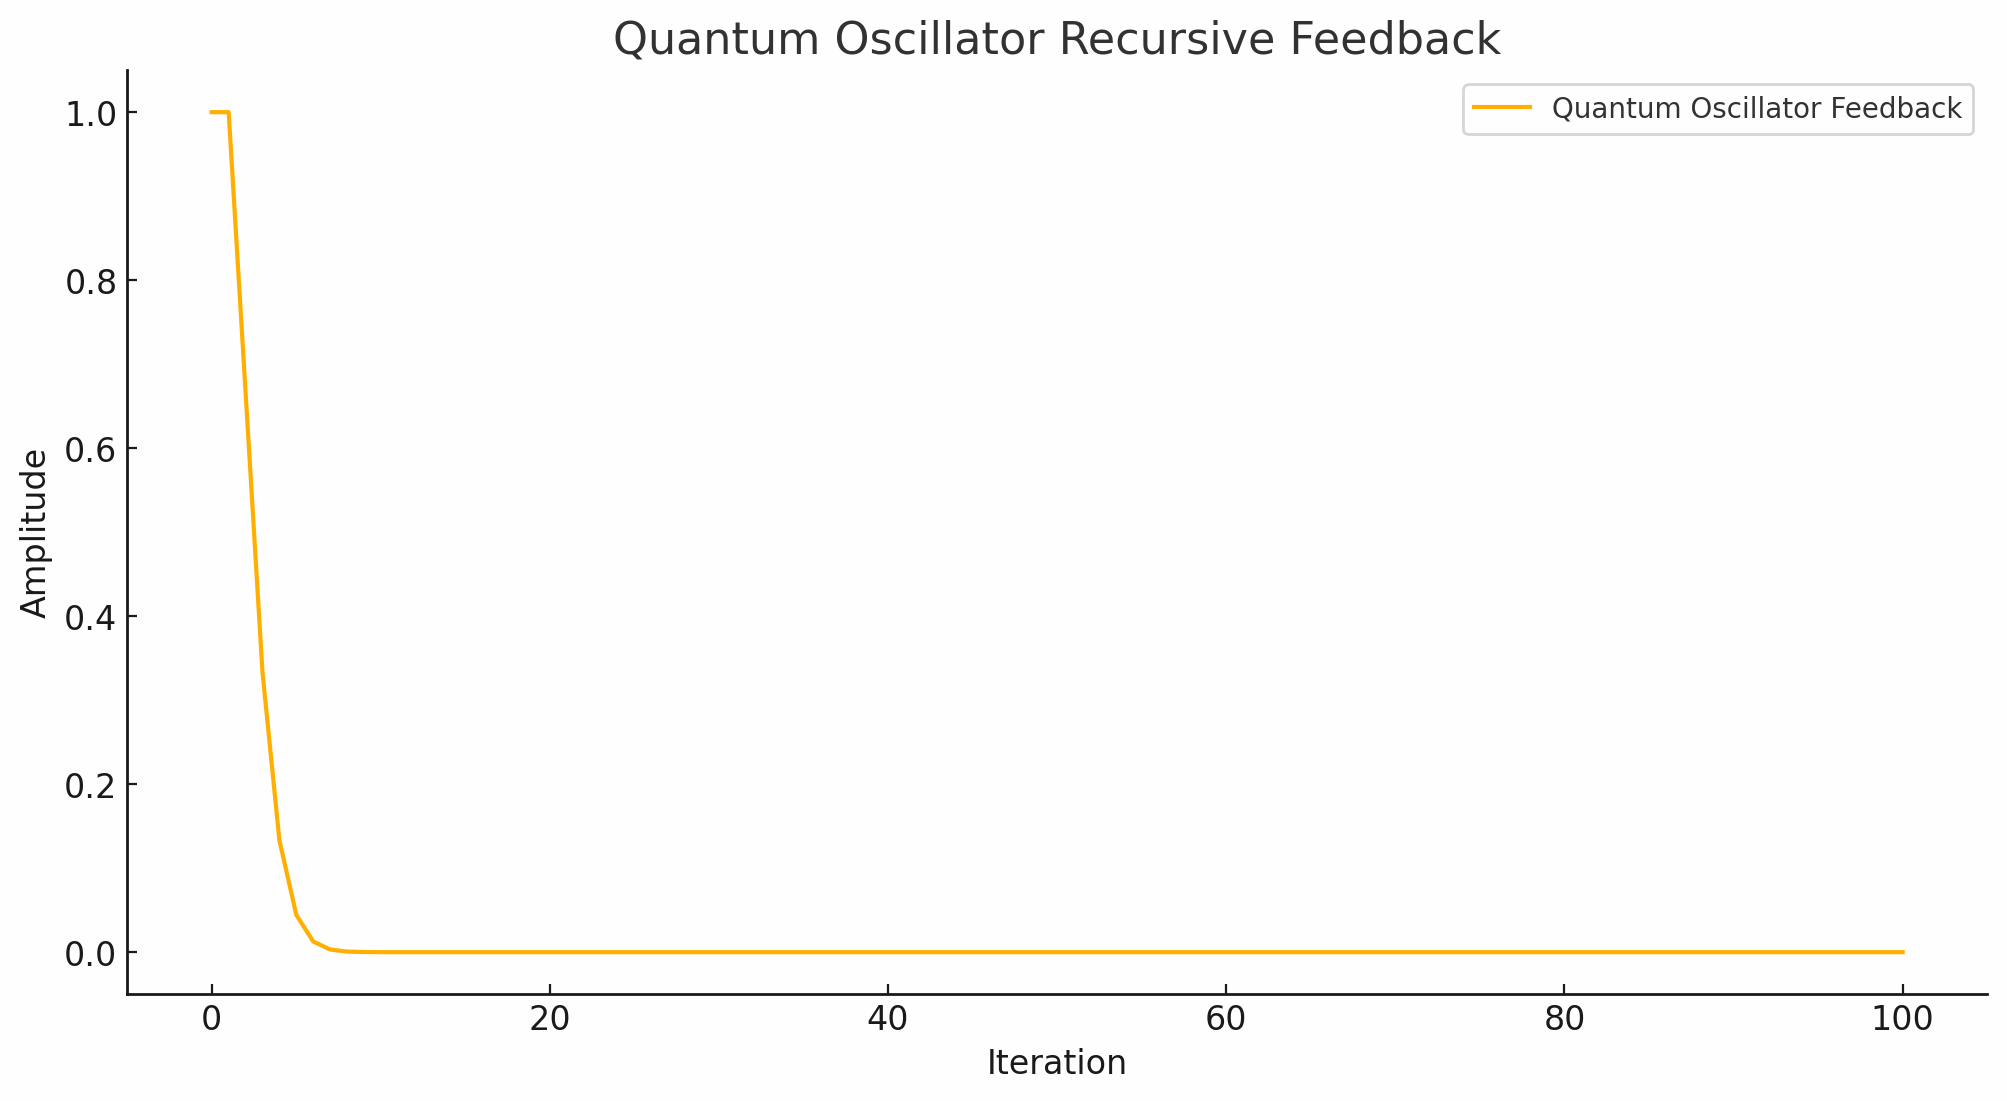 Quantum Oscillator Recursive Feedback
Quantum Oscillator Feedback
1.0
0.8
0.6
0.4
0.2
0.0
Amplitude
0 20 40 60 80 100
Iteration